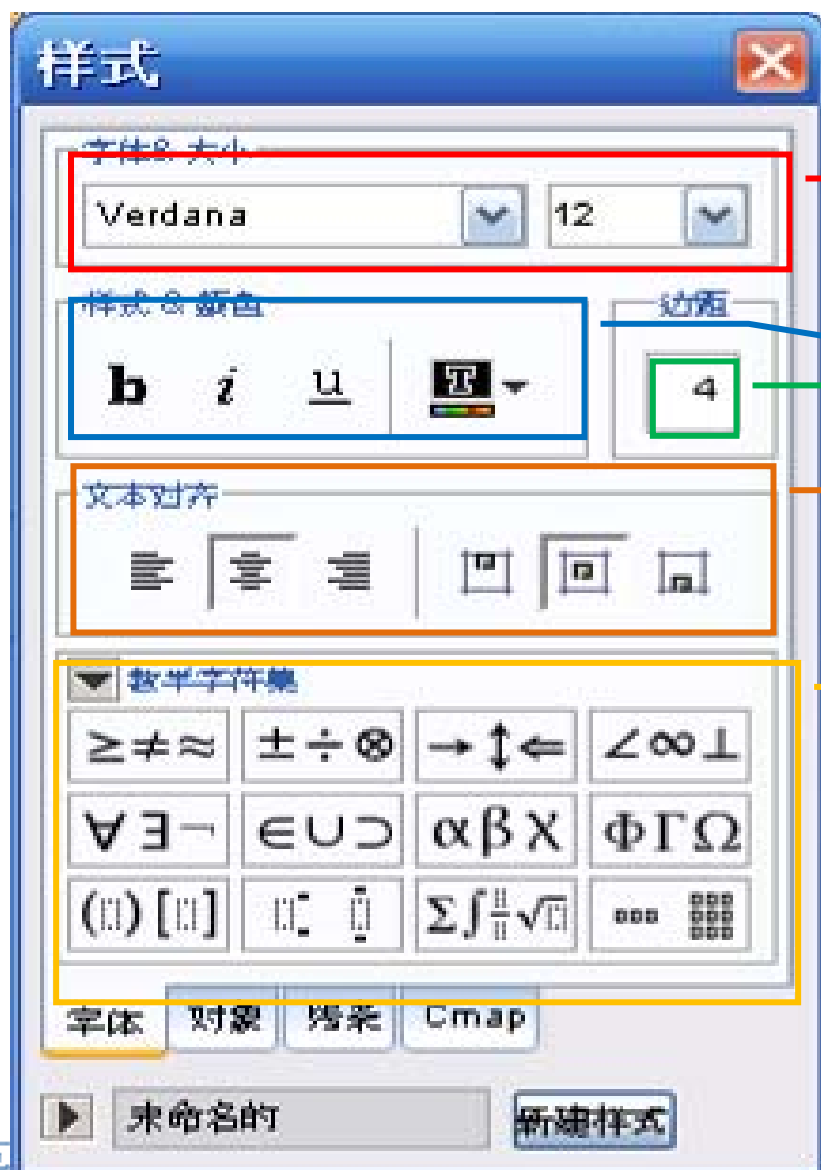 样式
字体& 大小
Verdana 12
样式 & 颜色 边距
b i u T 4
文本对齐
数学字符集
≥≠≈ ±÷⊗ →↕⇐ ∠∞⊥
∀∃¬ ∈∪⊃ αβχ ΦΓΩ
([]) Σ∫√
字体 对象 线条 Cmap
未命名的 新建样式